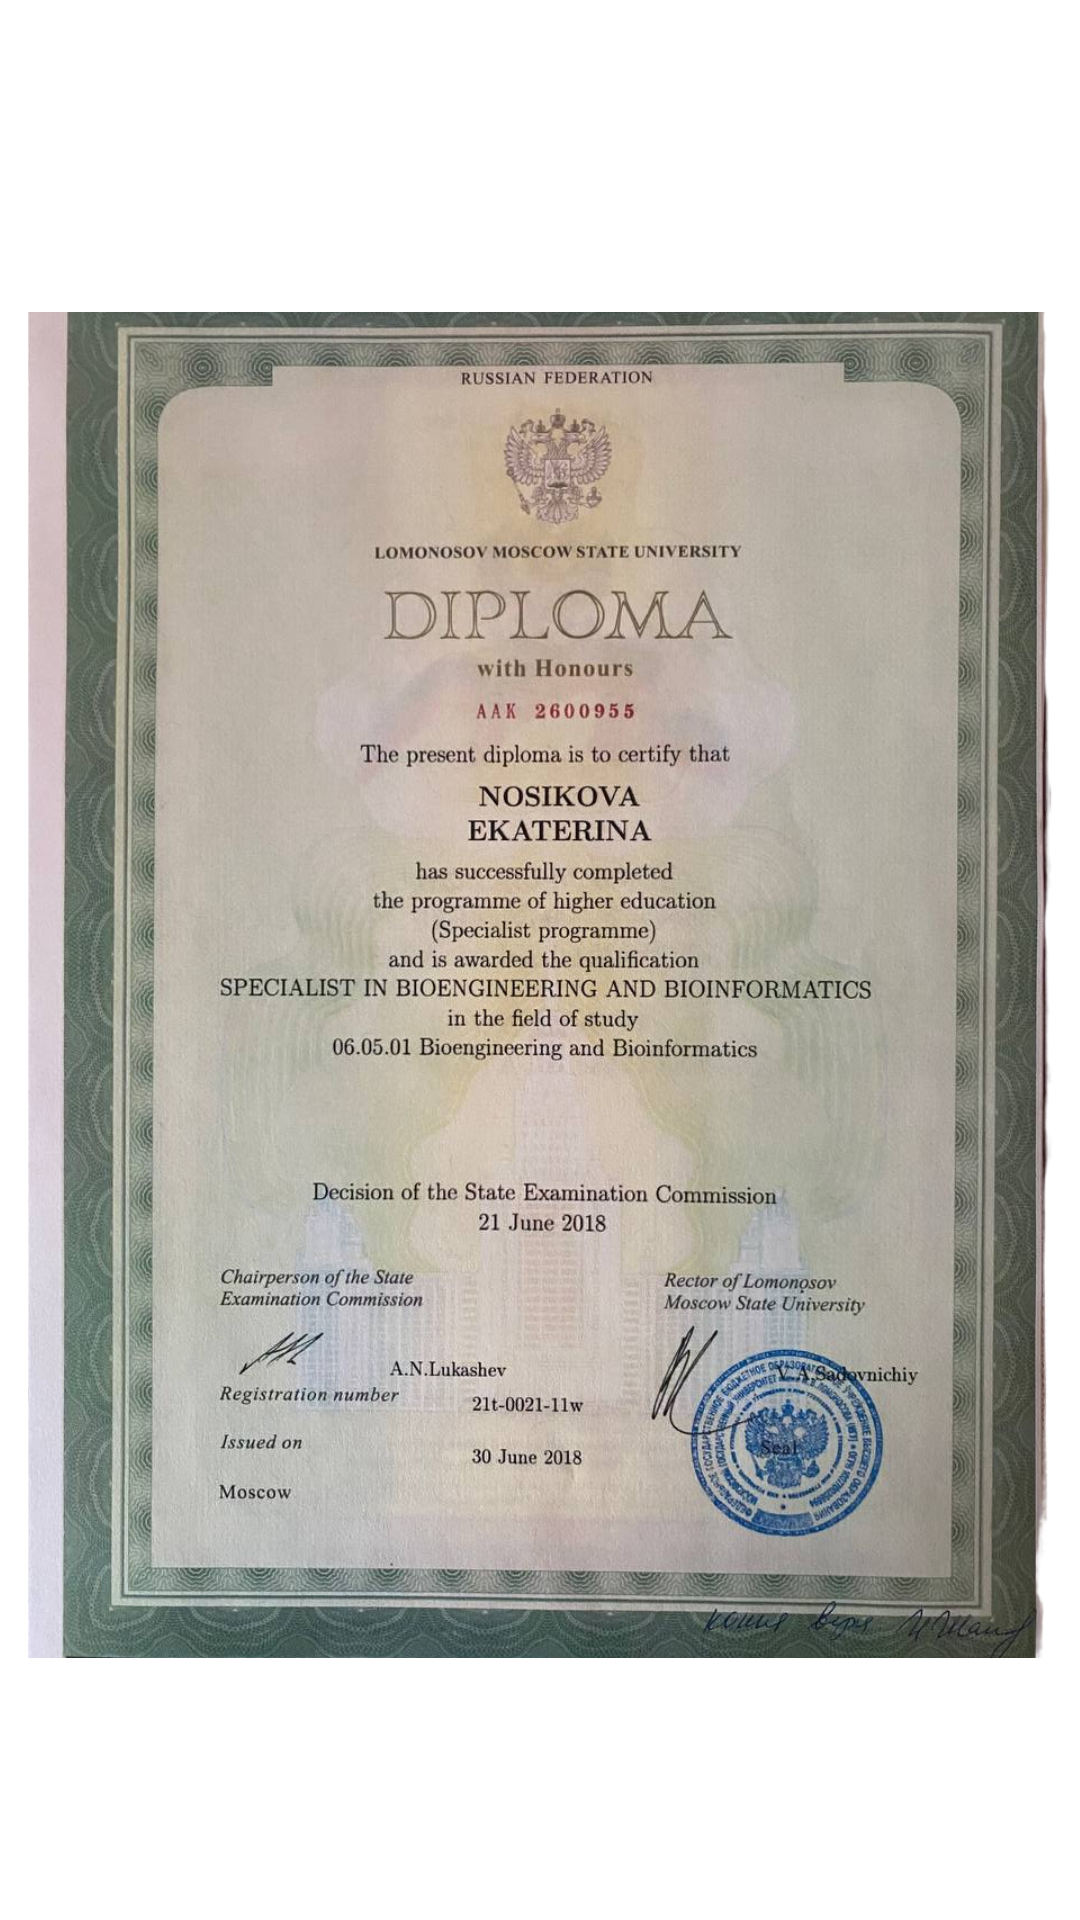 RUSSIAN FEDERATION
LOMONOSOV MOSCOW STATE UNIVERSITY
DIPLOMA
with Honours
AAK 2600955
The present diploma is to certify that
NOSIKOVA
EKATERINA
has successfully completed
the programme of higher education
(Specialist programme)
and is awarded the qualification
SPECIALIST IN BIOENGINEERING AND BIOINFORMATICS
in the field of study
06.05.01 Bioengineering and Bioinformatics
Decision of the State Examination Commission
21 June 2018
Chairperson of the State
Examination Commission
A.N.Lukashev
Rector of Lomonosov
Moscow State University
V.A.Sadovnichiy
Registration number
21t-0021-11w
Issued on
30 June 2018
Seal
Moscow
копия верна